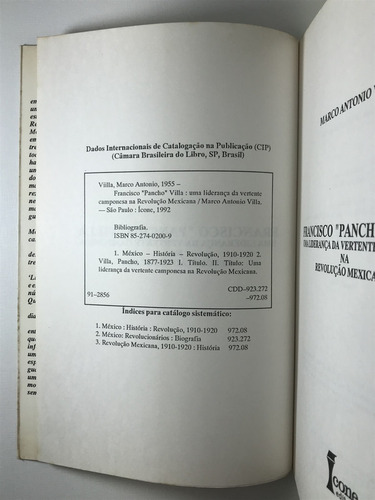 Dados Internacionais de Catalogação na Publicação (CIP)
(Câmara Brasileira do Libro, SP, Brasil)
Viilla, Marco Antonio, 1955 –
Francisco "Pancho" Villa : uma liderança da vertente
camponesa na Revolução Mexicana / Marco Antonio Villa.
— São Paulo : Ícone, 1992
Bibliografia.
ISBN 85-274-0200-9
1. México – História – Revolução, 1910-1920 2.
Villa, Pancho, 1877-1923 I. Título. II. Título: Uma
liderança da vertente camponesa na Revolução Mexicana.
CDD-923.272
91-2856 -972.08
Índices para catálogo sistemático:
1. México : História : Revolução, 1910-1920 972.08
2. México: Revolucionários : Biografia 923.272
3. Revolução Mexicana, 1910-1920 : História 972.08
MARCO ANTONIO
FRANCISCO "PANCHO"
UMA LIDERANÇA DA VERTENTE
NA
REVOLUÇÃO MEXICA
Ícone